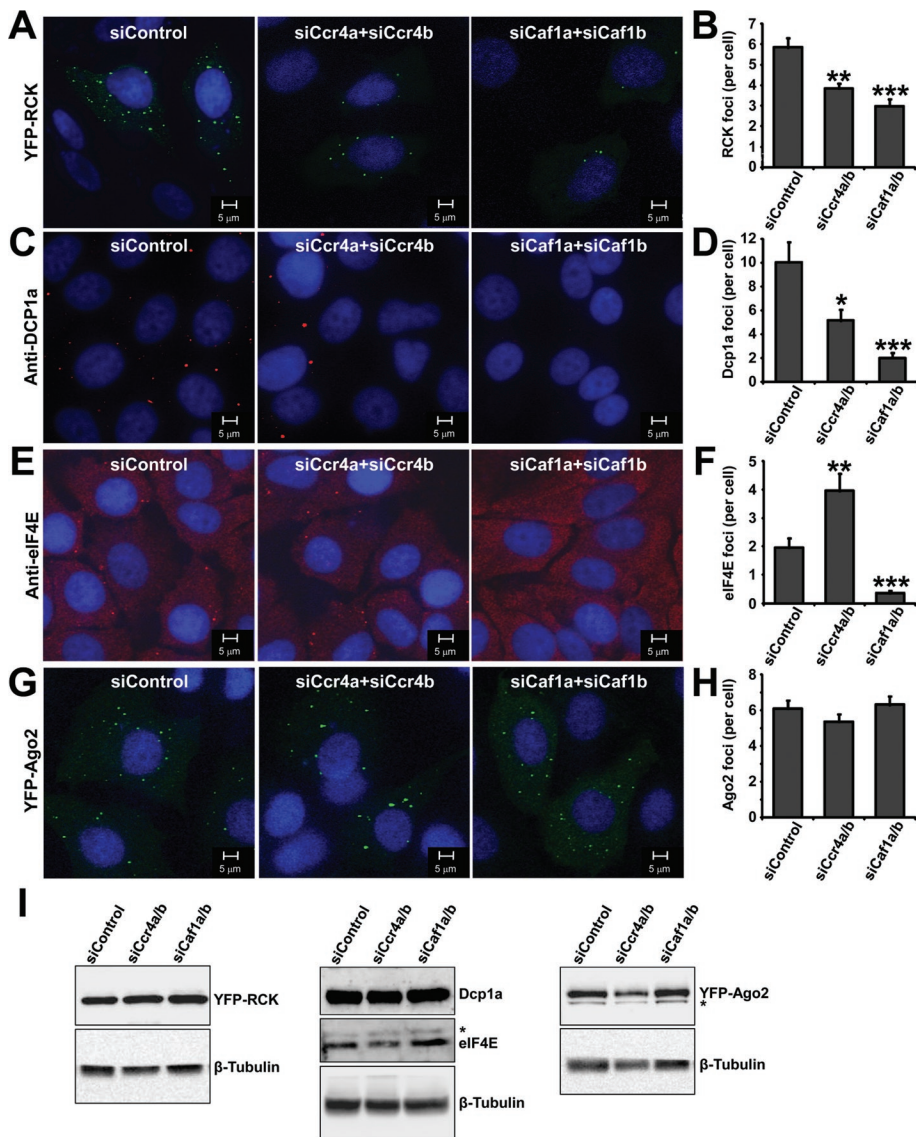 A
siControl
siCcr4a+siCcr4b
siCaf1a+siCaf1b
YFP-RCK
5 µm
5 µm
5 µm
B
RCK foci (per cell)
7
6
5
4
3
2
1
0
**
***
siControl
siCcr4a/b
siCaf1a/b
C
siControl
siCcr4a+siCcr4b
siCaf1a+siCaf1b
Anti-DCP1a
5 µm
5 µm
5 µm
D
Dcp1a foci (per cell)
12
10
8
6
4
2
0
*
***
siControl
siCcr4a/b
siCaf1a/b
E
siControl
siCcr4a+siCcr4b
siCaf1a+siCaf1b
Anti-eIF4E
5 µm
5 µm
5 µm
F
eIF4E foci (per cell)
6
4
2
0
**
***
siControl
siCcr4a/b
siCaf1a/b
G
siControl
siCcr4a+siCcr4b
siCaf1a+siCaf1b
YFP-Ago2
5 µm
5 µm
5 µm
H
Ago2 foci (per cell)
8
6
4
2
0
siControl
siCcr4a/b
siCaf1a/b
I
siControl
siCcr4a/b
siCaf1a/b
YFP-RCK
β-Tubulin
siControl
siCcr4a/b
siCaf1a/b
Dcp1a
*
eIF4E
β-Tubulin
siControl
siCcr4a/b
siCaf1a/b
YFP-Ago2
*
β-Tubulin